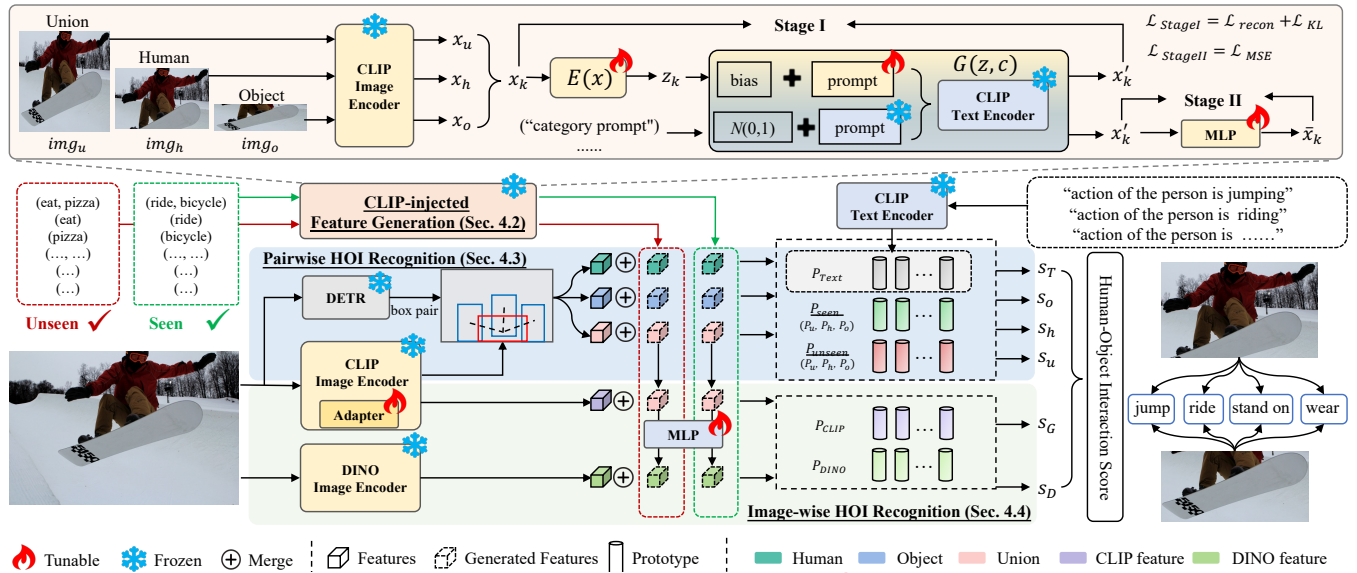 Union
Human
Object
img_u
img_h
img_o
CLIP
Image
Encoder
x_u
x_h
x_o
x_k
E(x)
z_k
("category prompt")
......
Stage I
bias
prompt
G(z, c)
N(0,1)
prompt
CLIP
Text Encoder
x'_k
x'_k
ℒ_StageI = ℒ_recon + ℒ_KL
ℒ_StageII = ℒ_MSE
Stage II
MLP
x̄_k
(eat, pizza)
(eat)
(pizza)
(…, …)
(…)
(…)
Unseen
(ride, bicycle)
(ride)
(bicycle)
(…, …)
(…)
(…)
Seen
CLIP-injected
Feature Generation (Sec. 4.2)
CLIP
Text Encoder
"action of the person is jumping"
"action of the person is riding"
"action of the person is ……"
Pairwise HOI Recognition (Sec. 4.3)
DETR
box pair
CLIP
Image Encoder
Adapter
DINO
Image Encoder
MLP
P_Text
P_seen
(P_u, P_h, P_o)
P_unseen
(P_u, P_h, P_o)
P_CLIP
P_DINO
S_T
S_o
S_h
S_u
S_G
S_D
Human-Object Interaction Score
jump
ride
stand on
wear
Image-wise HOI Recognition (Sec. 4.4)
Tunable
Frozen
Merge
Features
Generated Features
Prototype
Human
Object
Union
CLIP feature
DINO feature